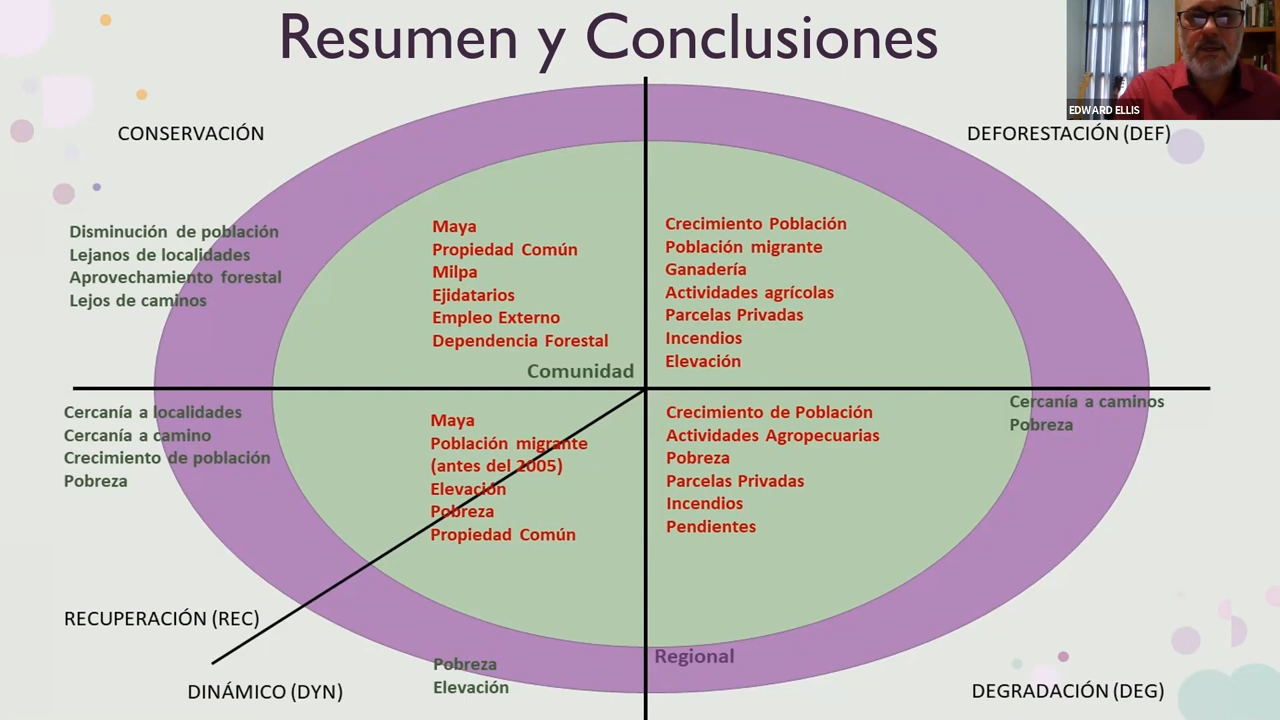 Resumen y Conclusiones
EDWARD ELLIS
CONSERVACIÓN
DEFORESTACIÓN (DEF)
Disminución de población
Lejanos de localidades
Aprovechamiento forestal
Lejos de caminos
Maya
Propiedad Común
Milpa
Ejidatarios
Empleo Externo
Dependencia Forestal
Crecimiento Población
Población migrante
Ganadería
Actividades agrícolas
Parcelas Privadas
Incendios
Elevación
Comunidad
Cercanía a localidades
Cercanía a camino
Crecimiento de población
Pobreza
Maya
Población migrante
(antes del 2005)
Elevación
Pobreza
Propiedad Común
Crecimiento de Población
Actividades Agropecuarias
Pobreza
Parcelas Privadas
Incendios
Pendientes
Cercanía a caminos
Pobreza
RECUPERACIÓN (REC)
DINÁMICO (DYN)
Pobreza
Elevación
Regional
DEGRADACIÓN (DEG)